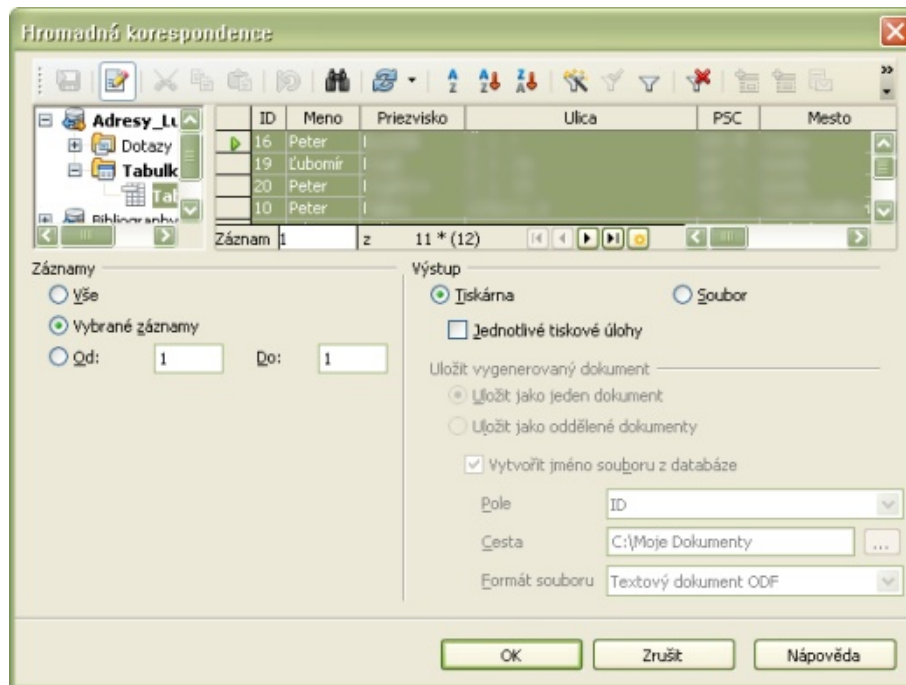 Hromadná korespondence
Adresy_Lu
Dotazy
Tabulk
Tab
Bibliography
ID Meno Priezvisko Ulica PSC Mesto
16 Peter
19 Ľubomír
20 Peter
10 Peter
Záznam 1 z 11 * (12)
Záznamy
Vše
Vybrané záznamy
Od: 1 Do: 1
Výstup
Tiskárna Soubor
Jednotlivé tiskové úlohy
Uložit vygenerovaný dokument
Uložit jako jeden dokument
Uložit jako oddělené dokumenty
Vytvořit jméno souboru z databáze
Pole ID
Cesta C:\Moje Dokumenty ...
Formát souboru Textový dokument ODF
OK Zrušit Nápověda